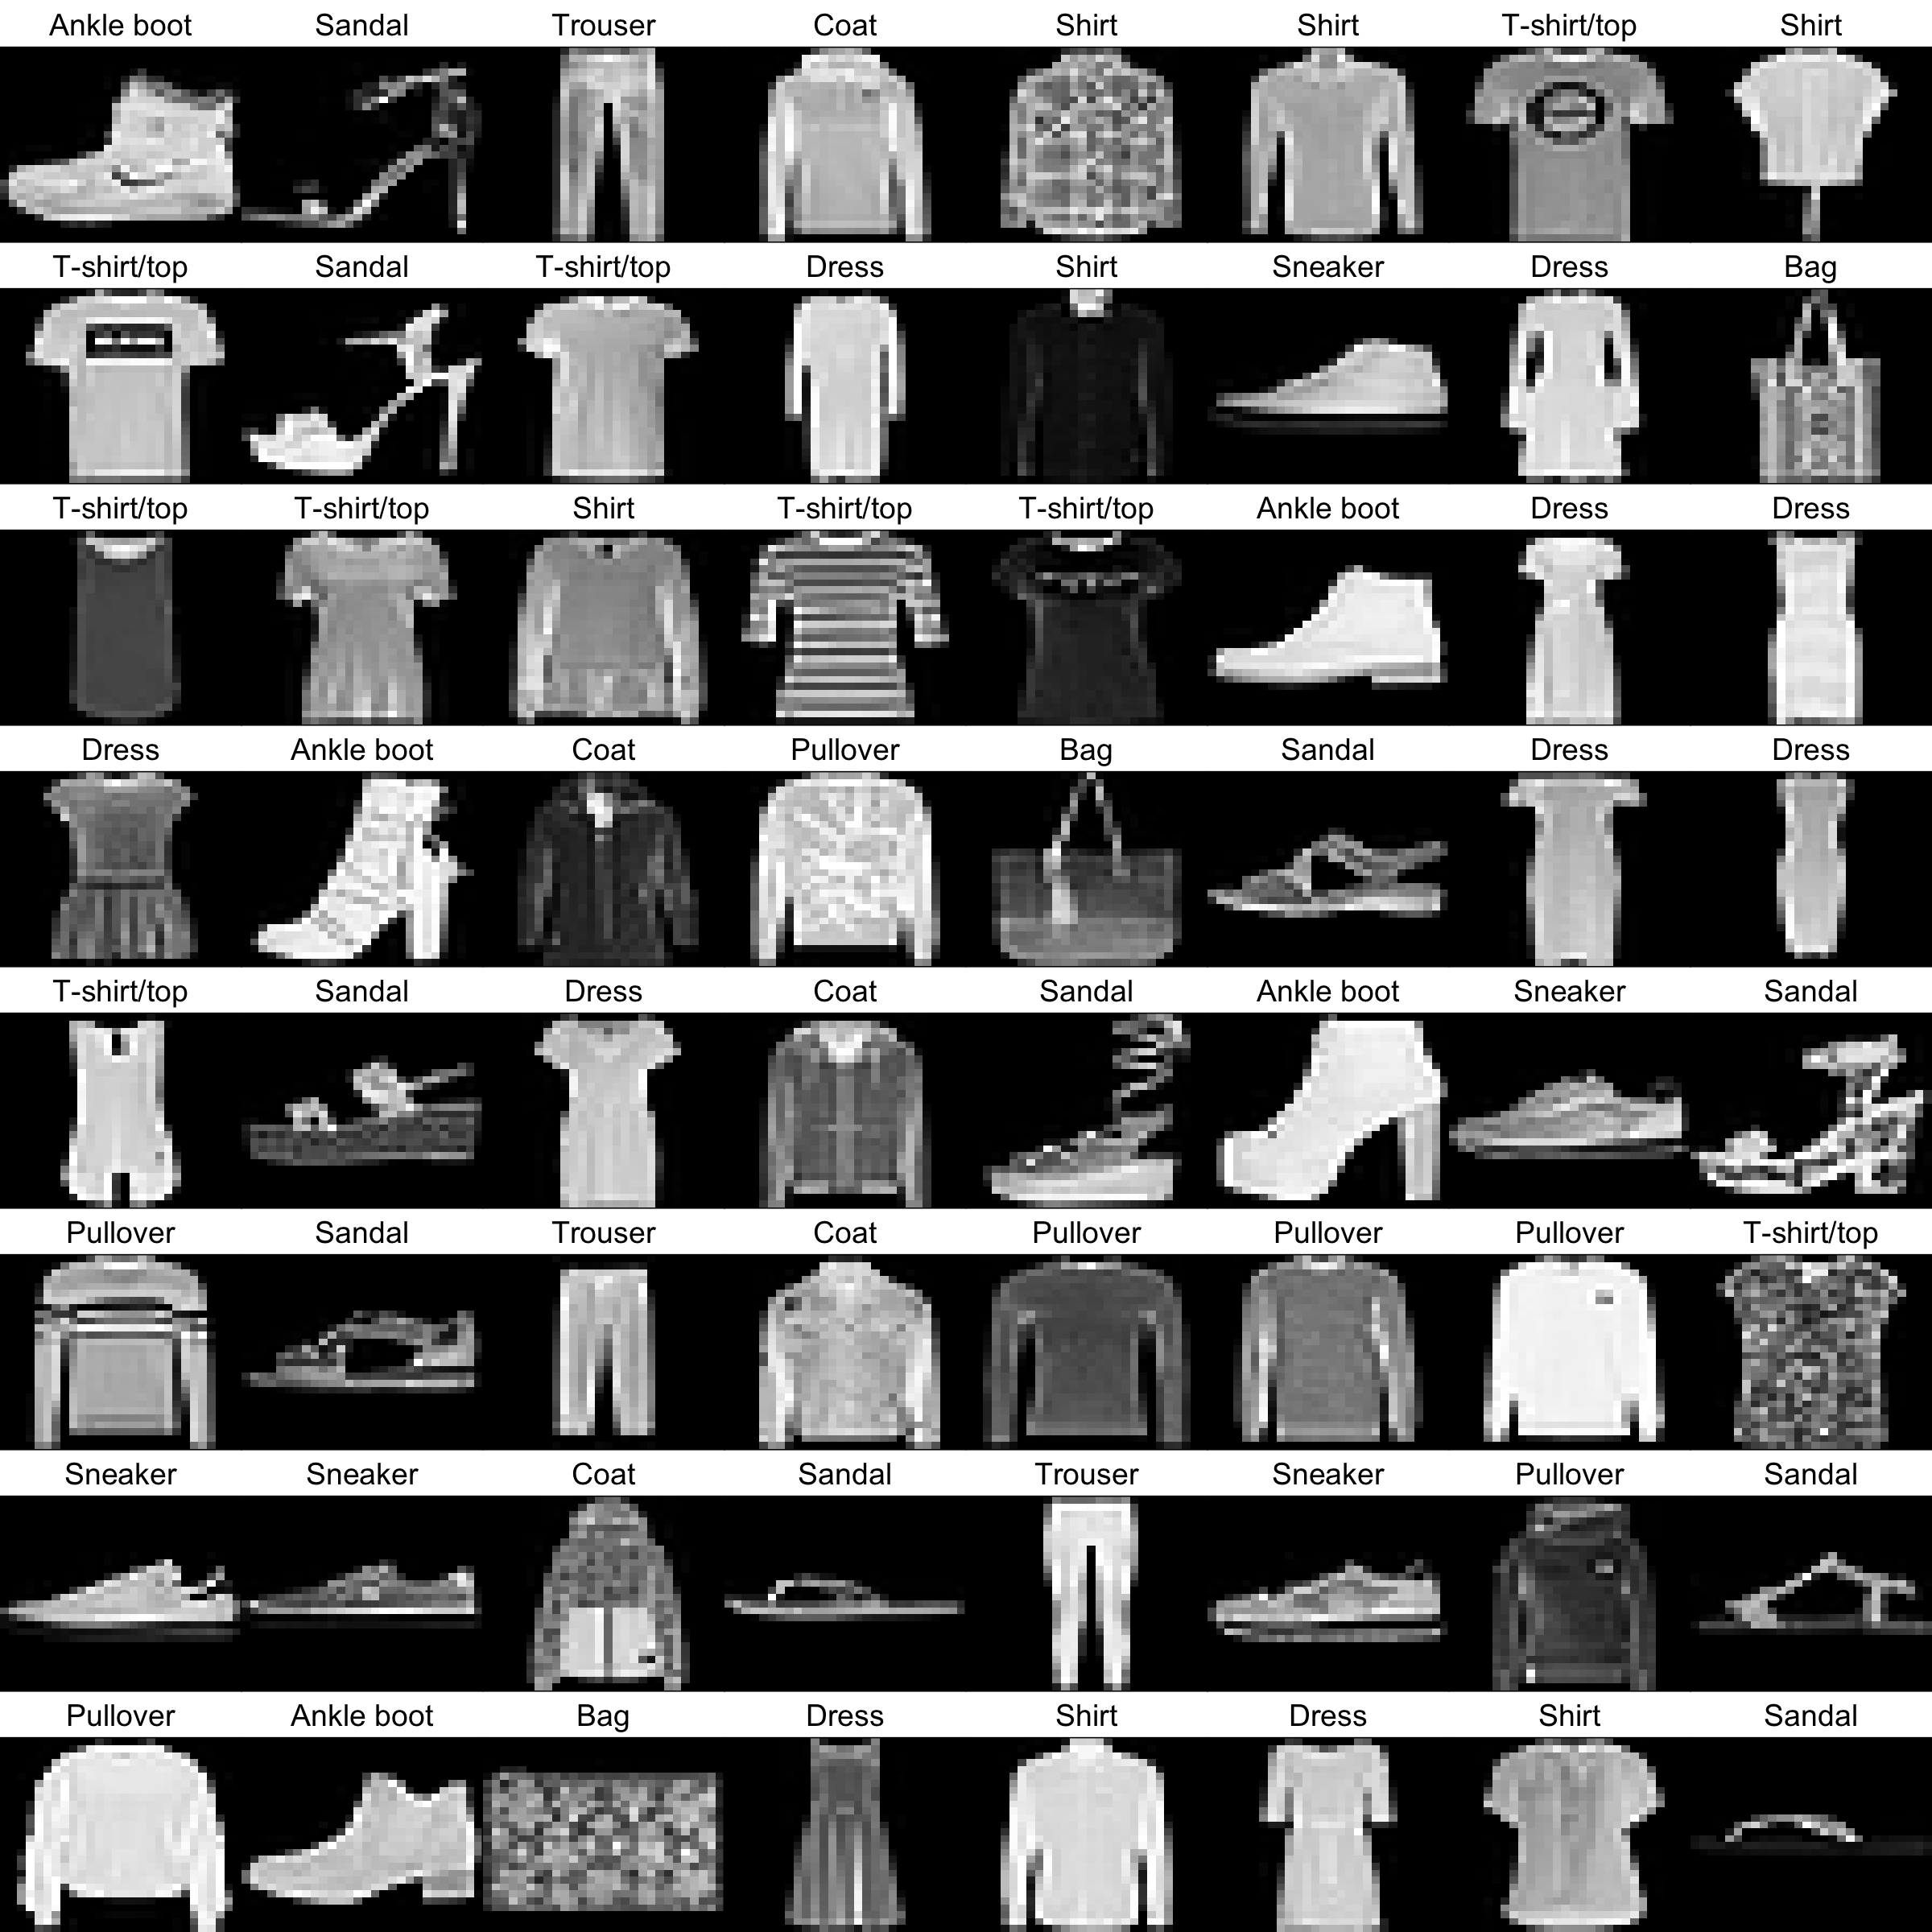 Ankle boot Sandal Trouser Coat Shirt Shirt T-shirt/top Shirt
T-shirt/top Sandal T-shirt/top Dress Shirt Sneaker Dress Bag
T-shirt/top T-shirt/top Shirt T-shirt/top T-shirt/top Ankle boot Dress Dress
Dress Ankle boot Coat Pullover Bag Sandal Dress Dress
T-shirt/top Sandal Dress Coat Sandal Ankle boot Sneaker Sandal
Pullover Sandal Trouser Coat Pullover Pullover Pullover T-shirt/top
Sneaker Sneaker Coat Sandal Trouser Sneaker Pullover Sandal
Pullover Ankle boot Bag Dress Shirt Dress Shirt Sandal